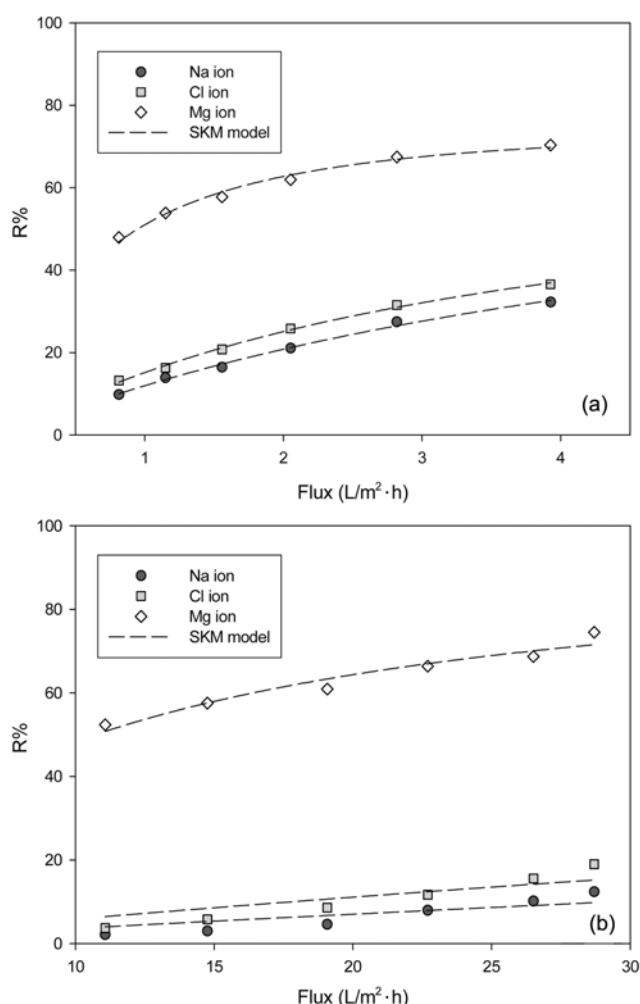 100
80
60
40
20
0
R%
Na ion
Cl ion
Mg ion
SKM model
(a)
1 2 3 4
Flux (L/m²·h)
100
80
60
40
20
0
R%
Na ion
Cl ion
Mg ion
SKM model
(b)
10 15 20 25 30
Flux (L/m²·h)